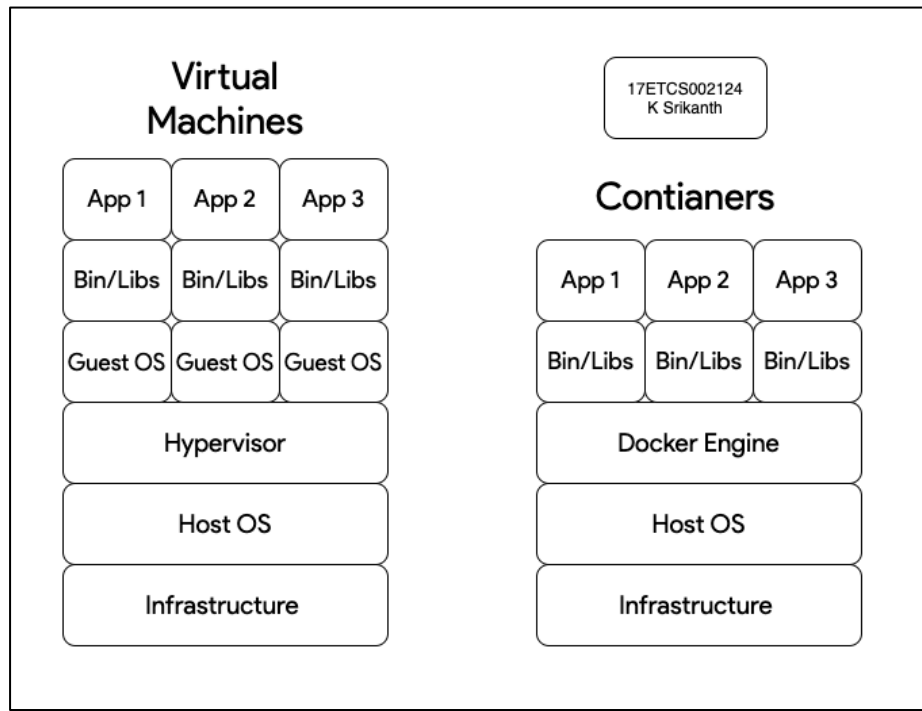 Virtual
Machines
App 1 App 2 App 3
Bin/Libs Bin/Libs Bin/Libs
Guest OS Guest OS Guest OS
Hypervisor
Host OS
Infrastructure
17ETCS002124
K Srikanth
Contianers
App 1 App 2 App 3
Bin/Libs Bin/Libs Bin/Libs
Docker Engine
Host OS
Infrastructure